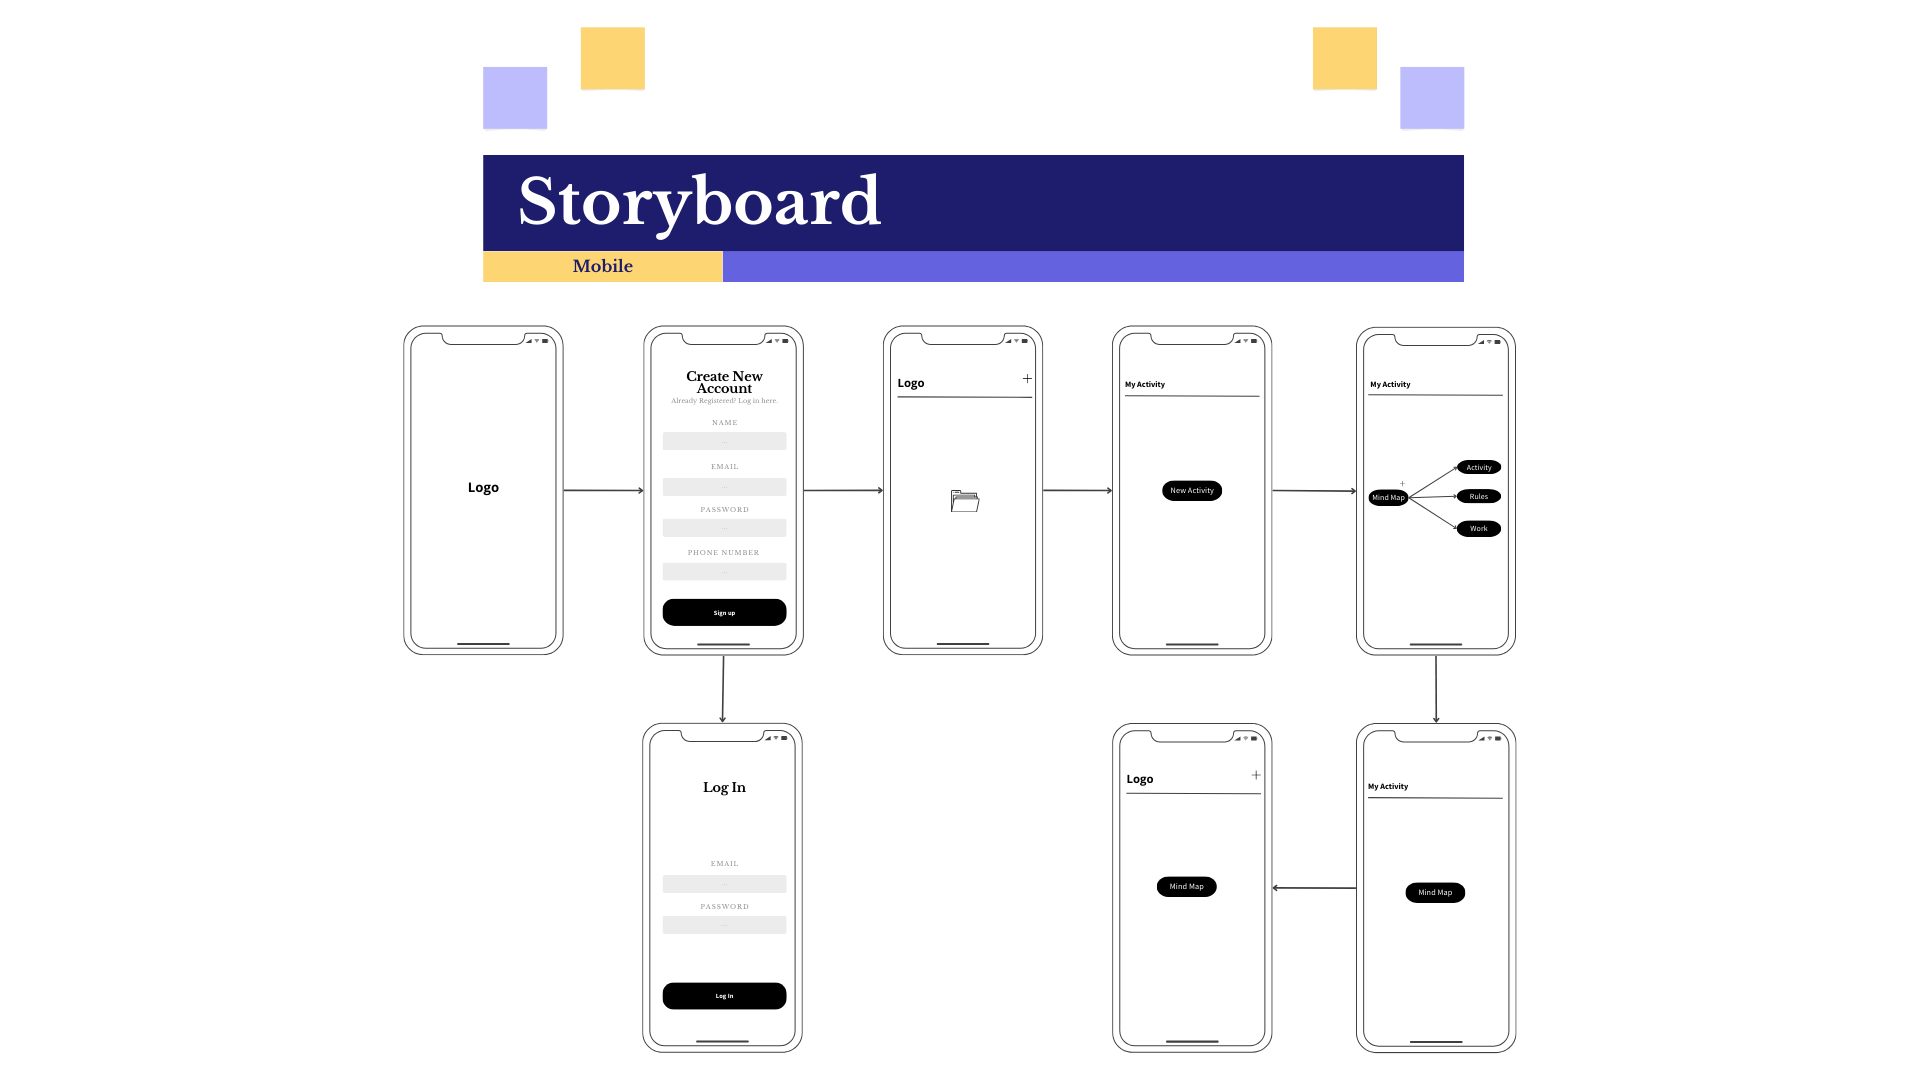 Storyboard
Mobile
Logo
Create New
Account
Already Registered? Log in here.
NAME
EMAIL
PASSWORD
PHONE NUMBER
Sign up
Logo
My Activity
New Activity
My Activity
Mind Map
Activity
Rules
Work
Log In
EMAIL
PASSWORD
Log In
Logo
Mind Map
My Activity
Mind Map